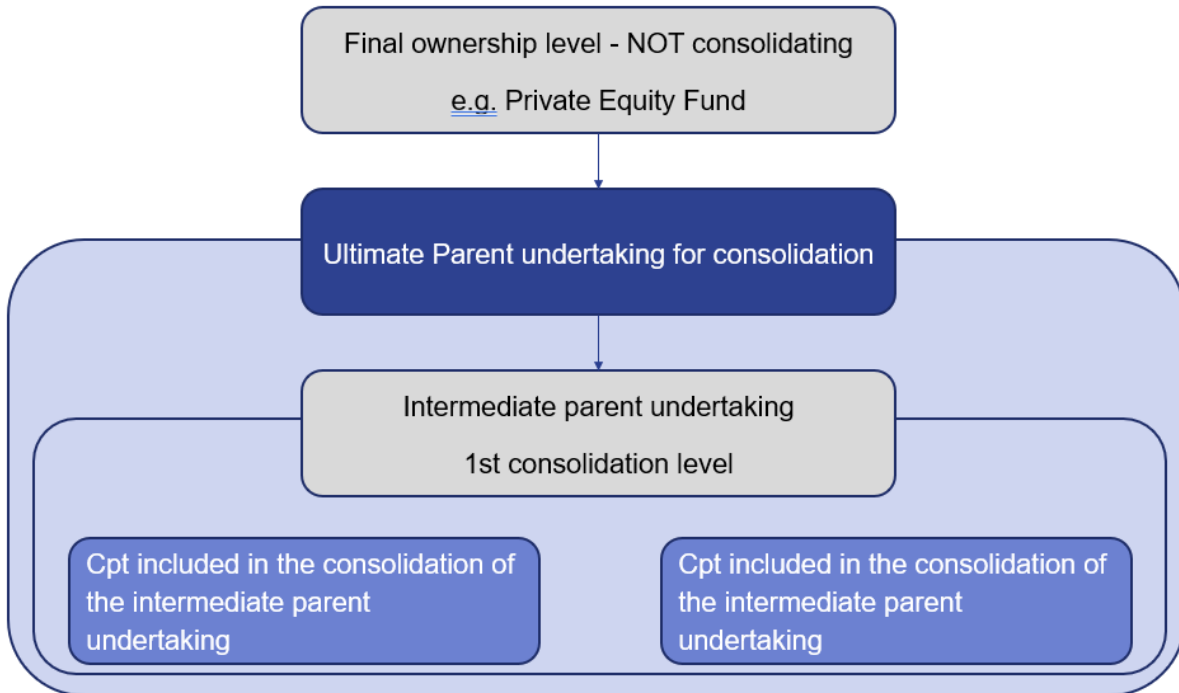 Final ownership level - NOT consolidating
e.g. Private Equity Fund
Ultimate Parent undertaking for consolidation
Intermediate parent undertaking
1st consolidation level
Cpt included in the consolidation of
the intermediate parent
undertaking
Cpt included in the consolidation of
the intermediate parent
undertaking